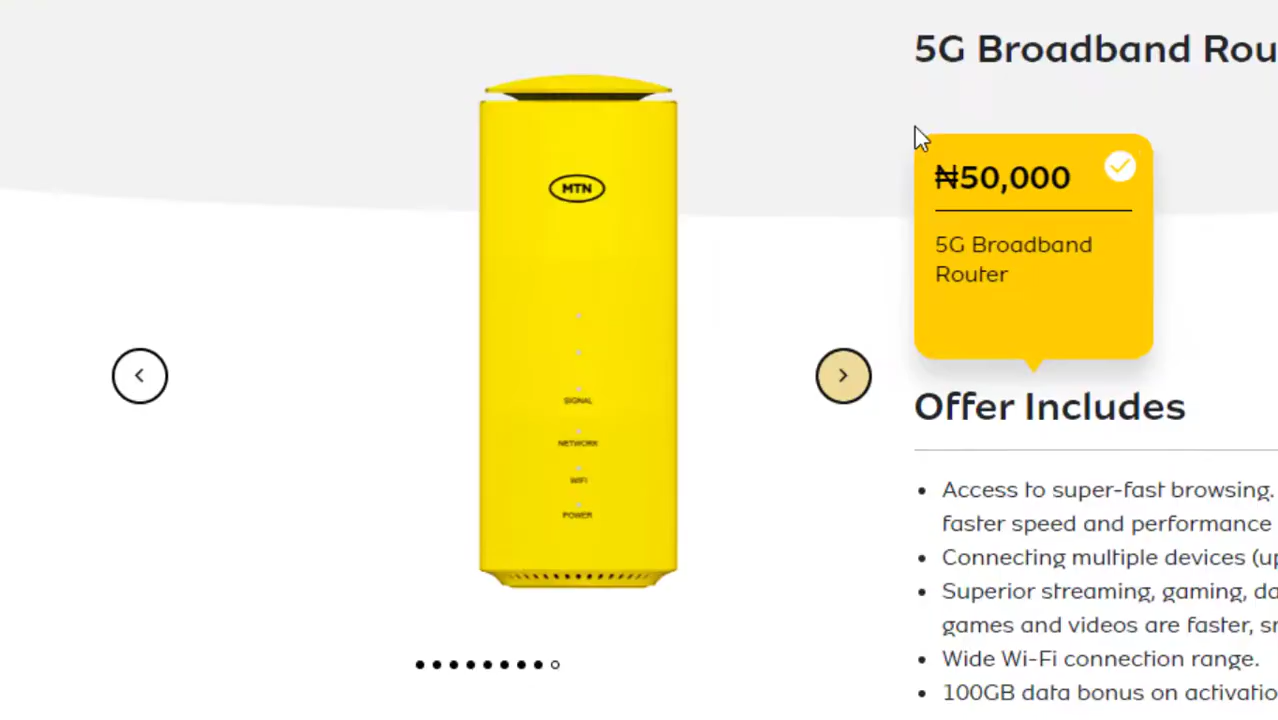 5G Broadband Rou
MTN
₦50,000
5G Broadband
Router
SIGNAL
NETWORK
WIFI
POWER
Offer Includes
Access to super-fast browsing.
faster speed and performance
Connecting multiple devices (up
Superior streaming, gaming, do
games and videos are faster, sr
Wide Wi-Fi connection range.
100GB data bonus on activatio